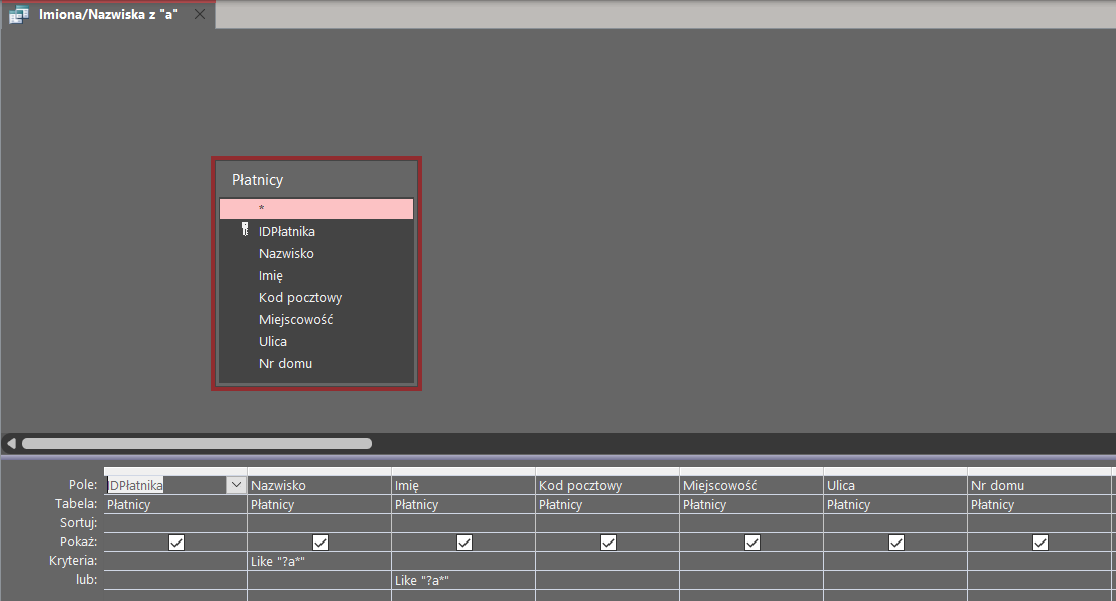 Imiona/Nazwiska z "a"
Płatnicy
*
IDPłatnika
Nazwisko
Imię
Kod pocztowy
Miejscowość
Ulica
Nr domu
Pole: IDPłatnika Nazwisko Imię Kod pocztowy Miejscowość Ulica Nr domu
Tabela: Płatnicy Płatnicy Płatnicy Płatnicy Płatnicy Płatnicy Płatnicy
Sortuj:
Pokaż:
Kryteria: Like "?a*"
lub: Like "?a*"